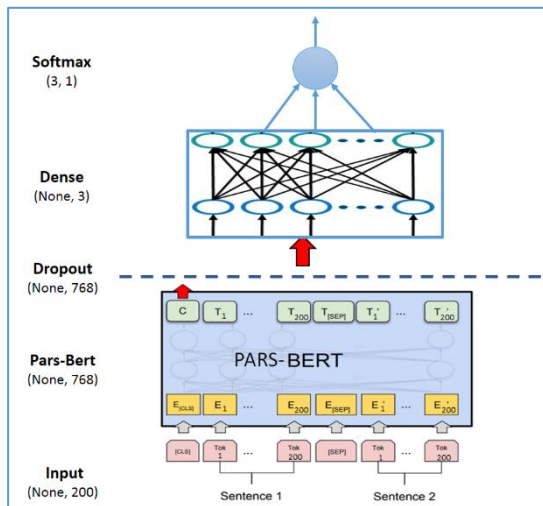 Softmax
(3, 1)
Dense
(None, 3)
Dropout
(None, 768)
C T1 ... T200 T[SEP] T1' ... T'200
Pars-Bert
(None, 768)
PARS-BERT
E[CLS] E1 ... E200 E[SEP] E1' ... E'200
Input
(None, 200)
[CLS] Tok 1 ... Tok 200 [SEP] Tok 1 ... Tok 200
Sentence 1 Sentence 2